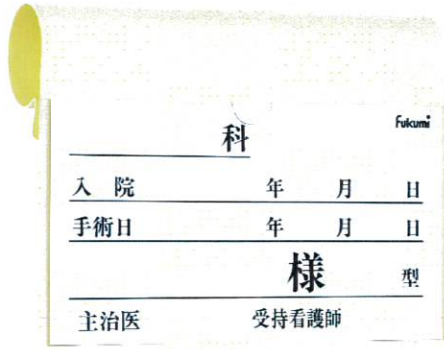 fukumi
科
入院 年 月 日
手術日 年 月 日
様 型
主治医 受持看護師